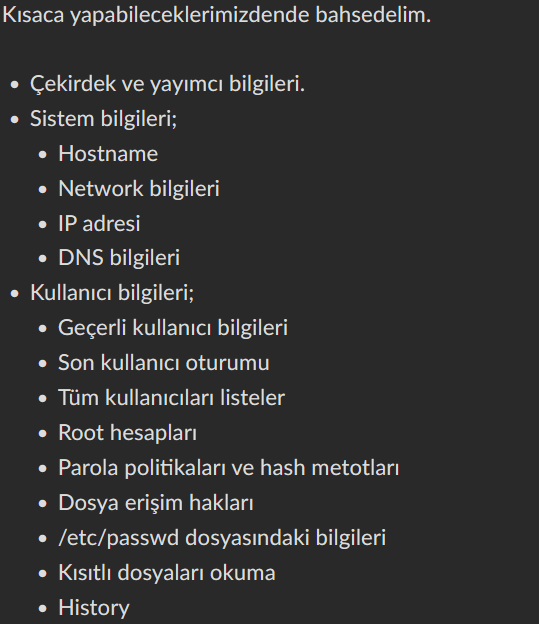 Kısaca yapabileceklerimizdende bahsedelim.
• Çekirdek ve yayımcı bilgileri.
• Sistem bilgileri;
• Hostname
• Network bilgileri
• IP adresi
• DNS bilgileri
• Kullanıcı bilgileri;
• Geçerli kullanıcı bilgileri
• Son kullanıcı oturumu
• Tüm kullanıcıları listeler
• Root hesapları
• Parola politikaları ve hash metotları
• Dosya erişim hakları
• /etc/passwd dosyasındaki bilgileri
• Kısıtlı dosyaları okuma
• History